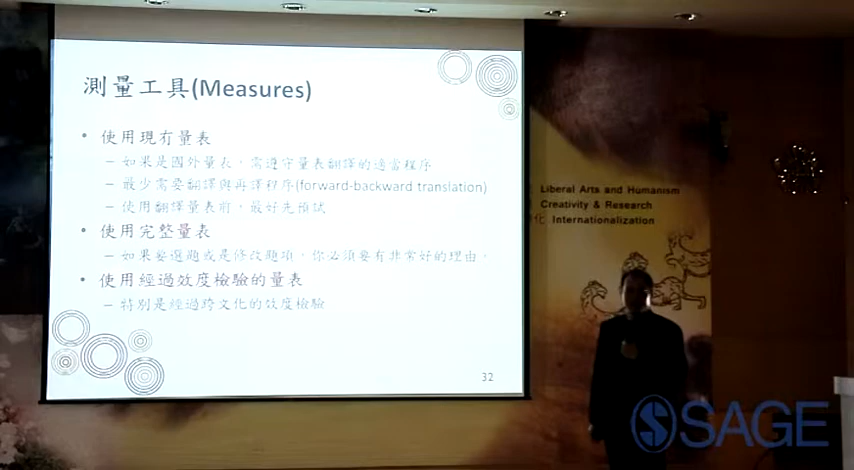 測量工具(Measures)
• 使用現有量表
– 如果是國外量表，需遵守量表翻譯的適當程序
– 最少需要翻譯與再譯程序(forward-backward translation)
– 使用翻譯量表前，最好先預試
• 使用完整量表
– 如果要選題或是修改題項，你必須要有非常好的理由。
• 使用經過效度檢驗的量表
– 特別是經過跨文化的效度檢驗
32
Liberal Arts and Humanism
Creativity & Research
化 Internationalization
SAGE